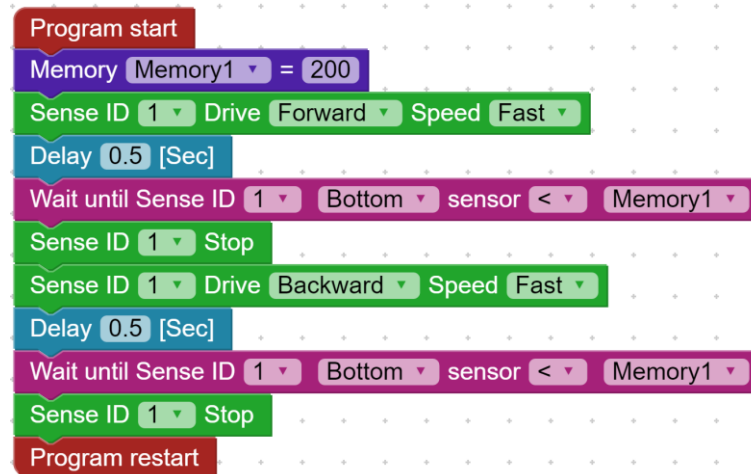 Program start
Memory Memory1 = 200
Sense ID 1 Drive Forward Speed Fast
Delay 0.5 [Sec]
Wait until Sense ID 1 Bottom sensor < Memory1
Sense ID 1 Stop
Sense ID 1 Drive Backward Speed Fast
Delay 0.5 [Sec]
Wait until Sense ID 1 Bottom sensor < Memory1
Sense ID 1 Stop
Program restart